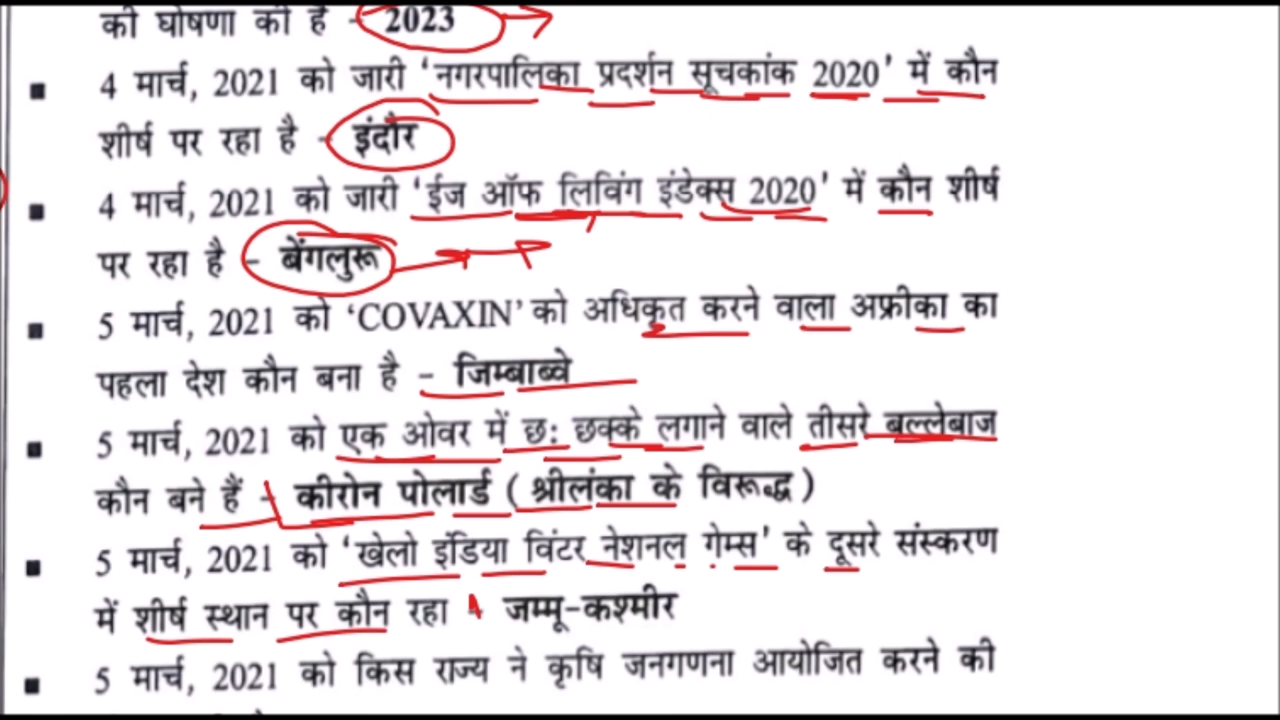 की घोषणा की है - 2023
▪ 4 मार्च, 2021 को जारी ‘नगरपालिका प्रदर्शन सूचकांक 2020’ में कौन
शीर्ष पर रहा है - इंदौर
▪ 4 मार्च, 2021 को जारी ‘ईज ऑफ लिविंग इंडेक्स 2020’ में कौन शीर्ष
पर रहा है - बेंगलुरू
▪ 5 मार्च, 2021 को ‘COVAXIN’ को अधिकृत करने वाला अफ्रीका का
पहला देश कौन बना है - जिम्बाब्वे
▪ 5 मार्च, 2021 को एक ओवर में छः छक्के लगाने वाले तीसरे बल्लेबाज
कौन बने हैं - कीरोन पोलार्ड ( श्रीलंका के विरूद्ध )
▪ 5 मार्च, 2021 को ‘खेलो इंडिया विंटर नेशनल गेम्स’ के दूसरे संस्करण
में शीर्ष स्थान पर कौन रहा - जम्मू-कश्मीर
▪ 5 मार्च, 2021 को किस राज्य ने कृषि जनगणना आयोजित करने की